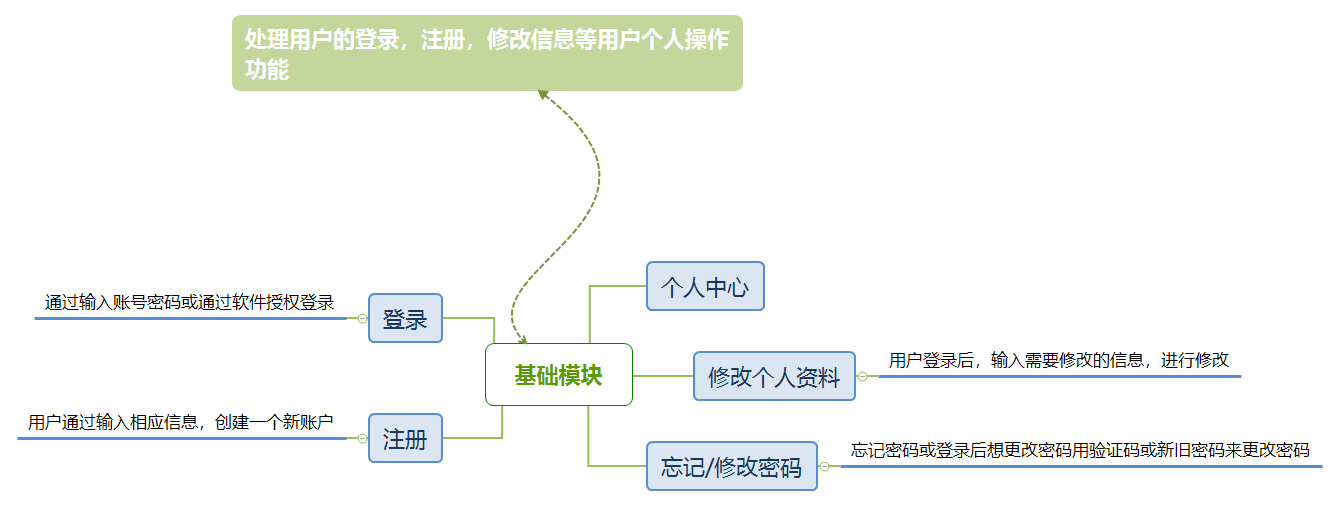 处理用户的登录，注册，修改信息等用户个人操作
功能
个人中心
通过输入账号密码或通过软件授权登录
登录
基础模块
修改个人资料
用户登录后，输入需要修改的信息，进行修改
用户通过输入相应信息，创建一个新账户
注册
忘记/修改密码
忘记密码或登录后想更改密码用验证码或新旧密码来更改密码